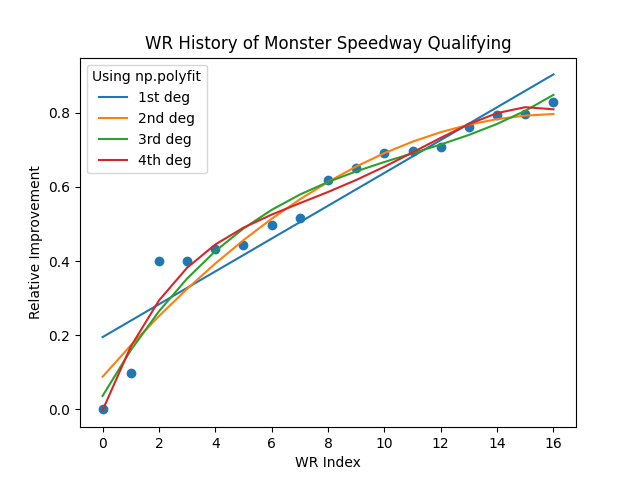 WR History of Monster Speedway Qualifying
Using np.polyfit
1st deg
2nd deg
3rd deg
4th deg
Relative Improvement
0.8
0.6
0.4
0.2
0.0
0 2 4 6 8 10 12 14 16
WR Index